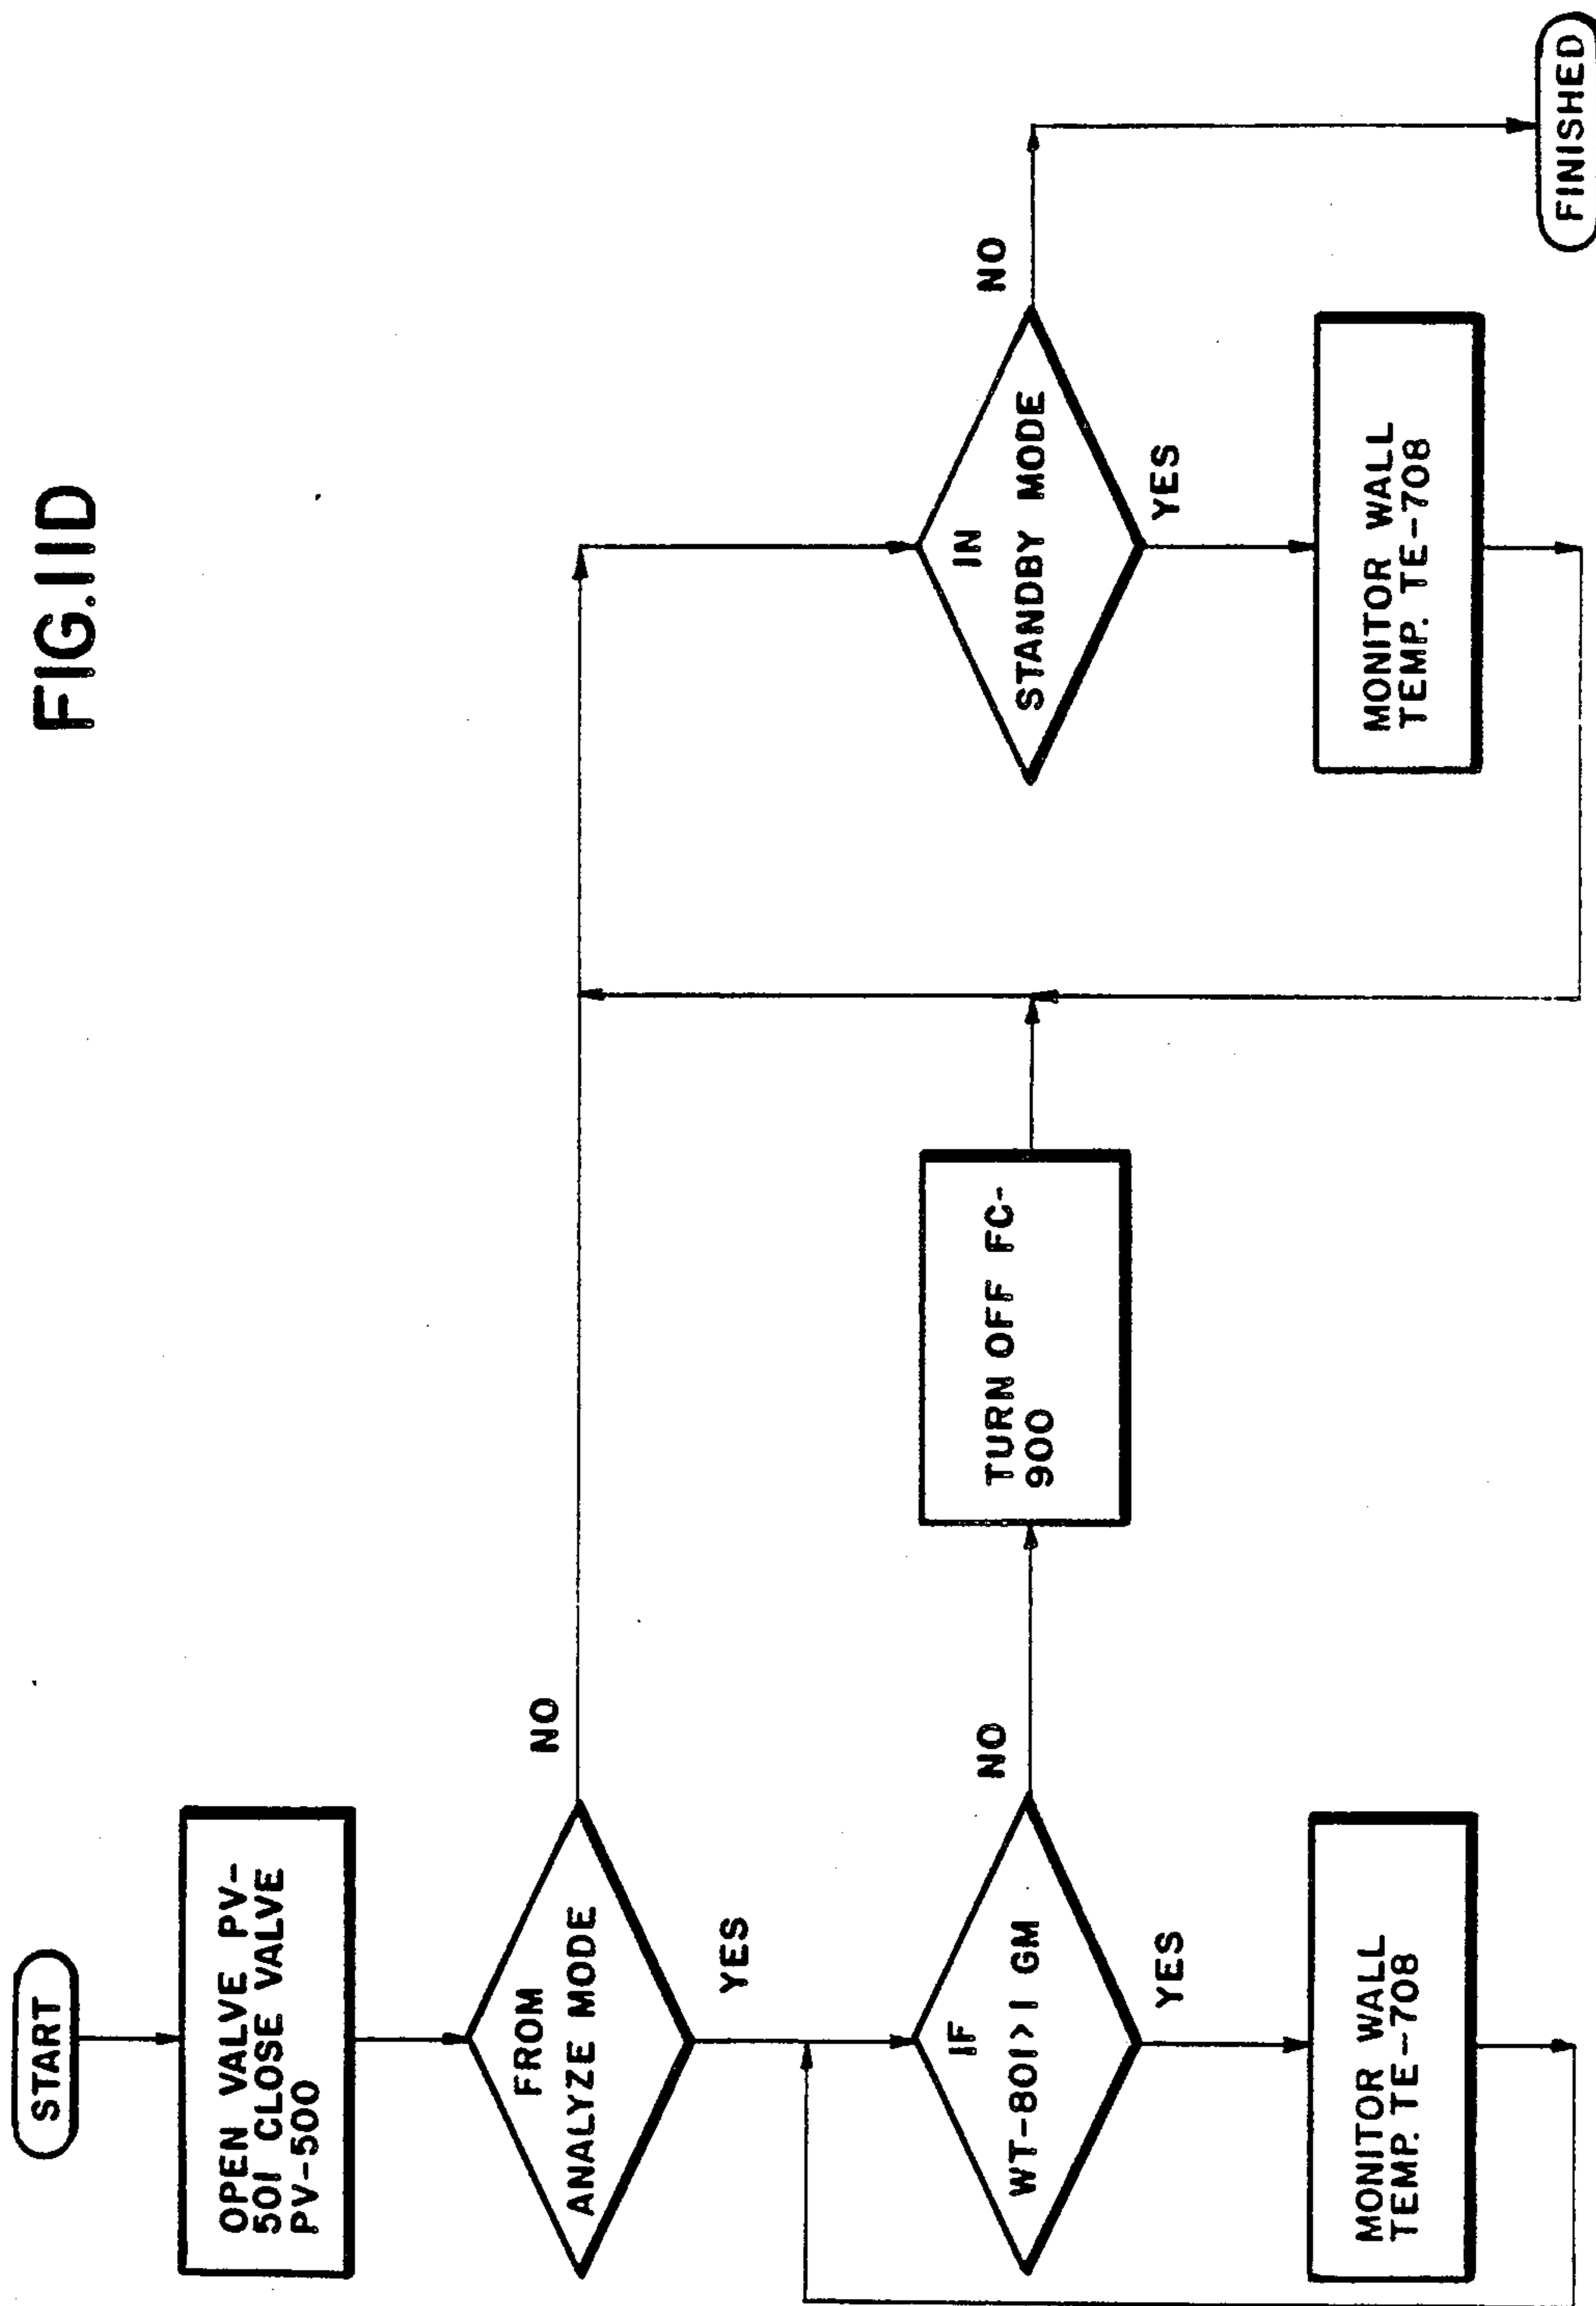 FIG.11D
START
OPEN VALVE PV-
501 CLOSE VALVE
PV-500
FROM
ANALYZE MODE
NO
YES
IF
WT-801>1 GM
NO
YES
MONITOR WALL
TEMP. TE-708
TURN OFF FC-
900
IN
STANDBY MODE
NO
YES
MONITOR WALL
TEMP. TE-708
FINISHED